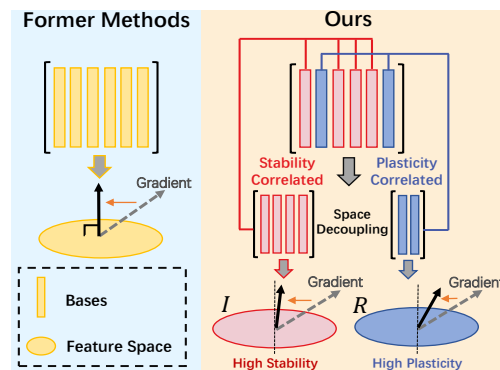 Former Methods
Gradient
Bases
Feature Space
Ours
Stability
Correlated
Plasticity
Correlated
Space
Decoupling
I
Gradient
High Stability
R
Gradient
High Plasticity